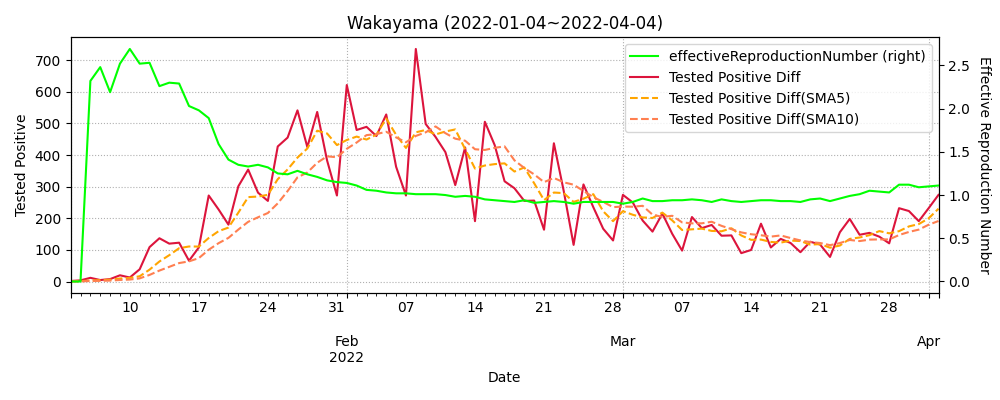 Wakayama (2022-01-04~2022-04-04)
effectiveReproductionNumber (right)
Tested Positive Diff
Tested Positive Diff(SMA5)
Tested Positive Diff(SMA10)
Tested Positive
700
600
500
400
300
200
100
0
Effective Reproduction Number
2.5
2.0
1.5
1.0
0.5
0.0
10 17 24 31 07 14 21 28 07 14 21 28
Feb Mar Apr
2022
Date